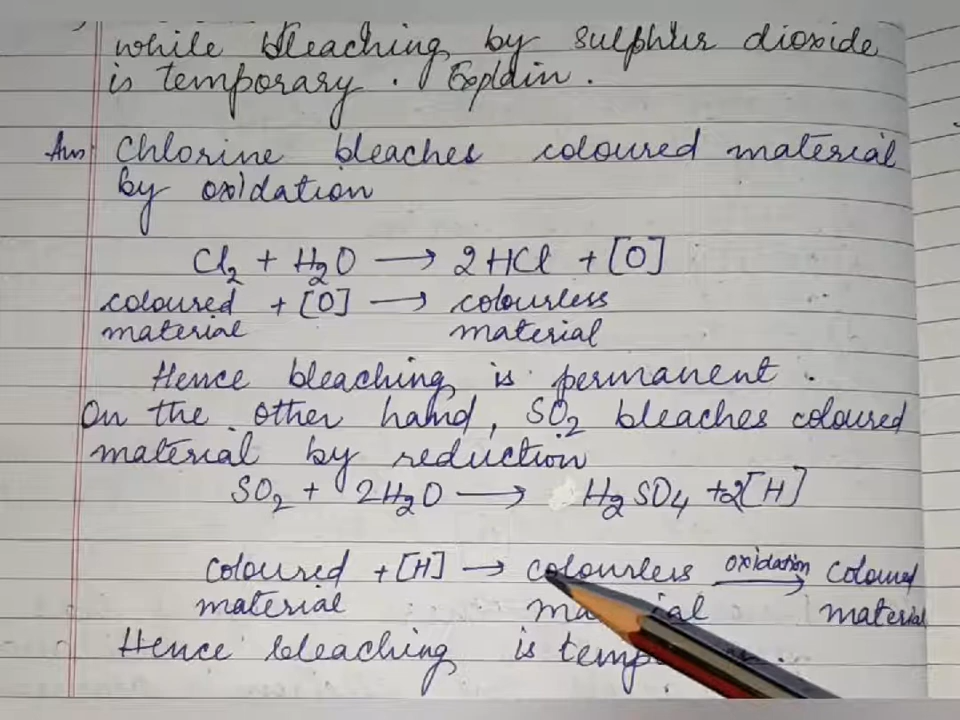 while bleaching by sulphur dioxide
is temporary. Explain.
Ans Chlorine bleaches coloured material
by oxidation
Cl₂ + H₂O → 2HCl + [O]
coloured + [O] → colourless
material material
Hence bleaching is permanent.
On the other hand, SO₂ bleaches coloured
material by reduction
SO₂ + 2H₂O → H₂SO₄ + 2[H]
coloured + [H] → colourless oxidation→ coloured
material material
Hence bleaching is